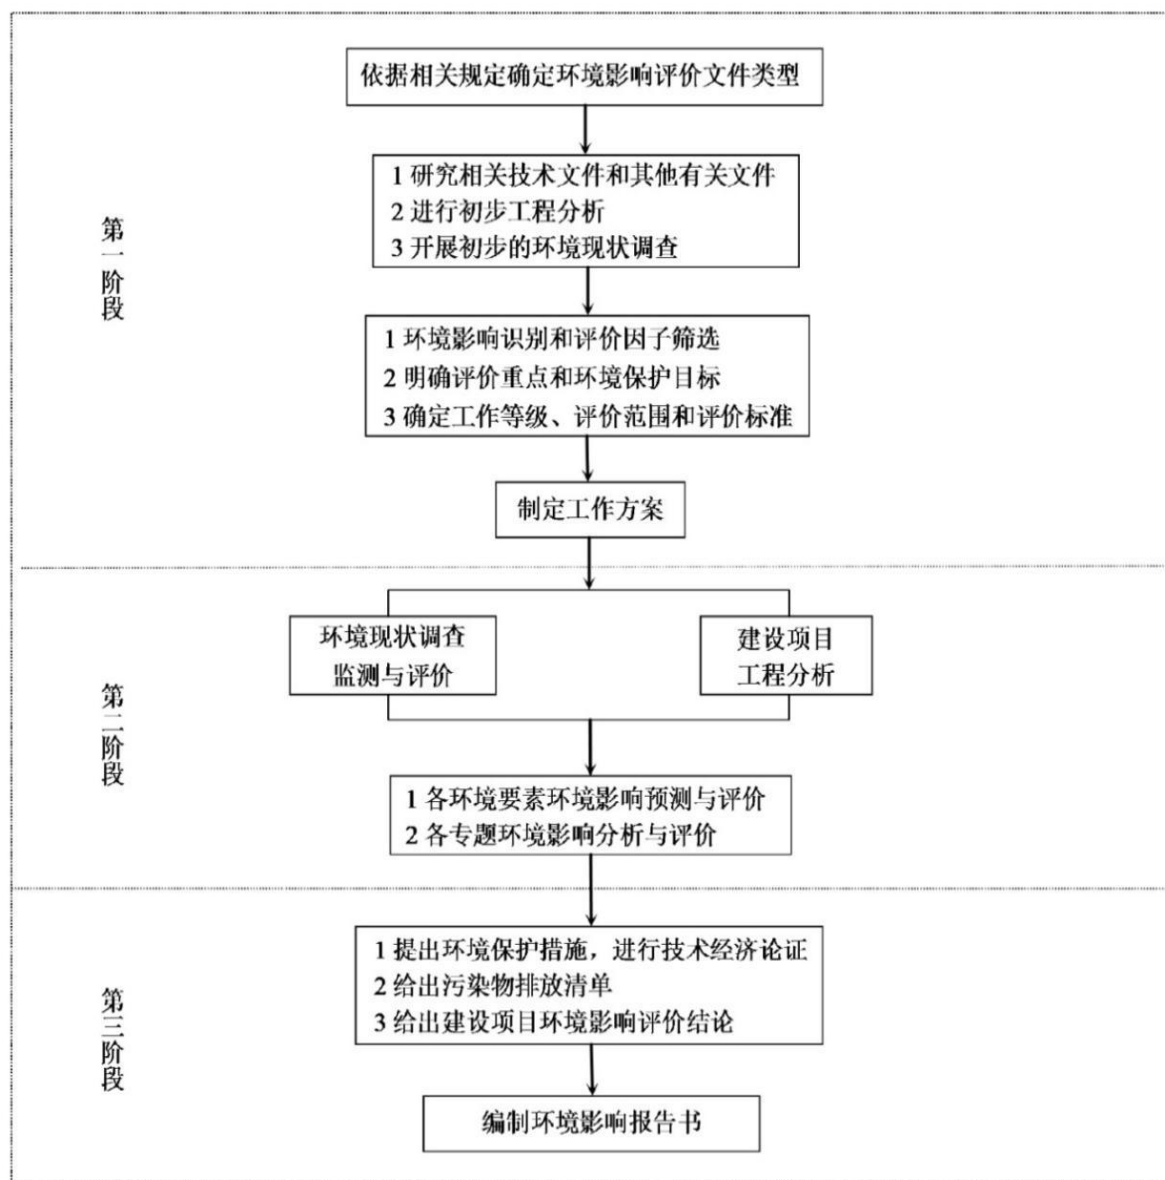 依据相关规定确定环境影响评价文件类型
1 研究相关技术文件和其他有关文件
2 进行初步工程分析
3 开展初步的环境现状调查
第一阶段
1 环境影响识别和评价因子筛选
2 明确评价重点和环境保护目标
3 确定工作等级、评价范围和评价标准
制定工作方案
环境现状调查
监测与评价
建设项目
工程分析
第二阶段
1 各环境要素环境影响预测与评价
2 各专题环境影响分析与评价
1 提出环境保护措施，进行技术经济论证
2 给出污染物排放清单
3 给出建设项目环境影响评价结论
第三阶段
编制环境影响报告书